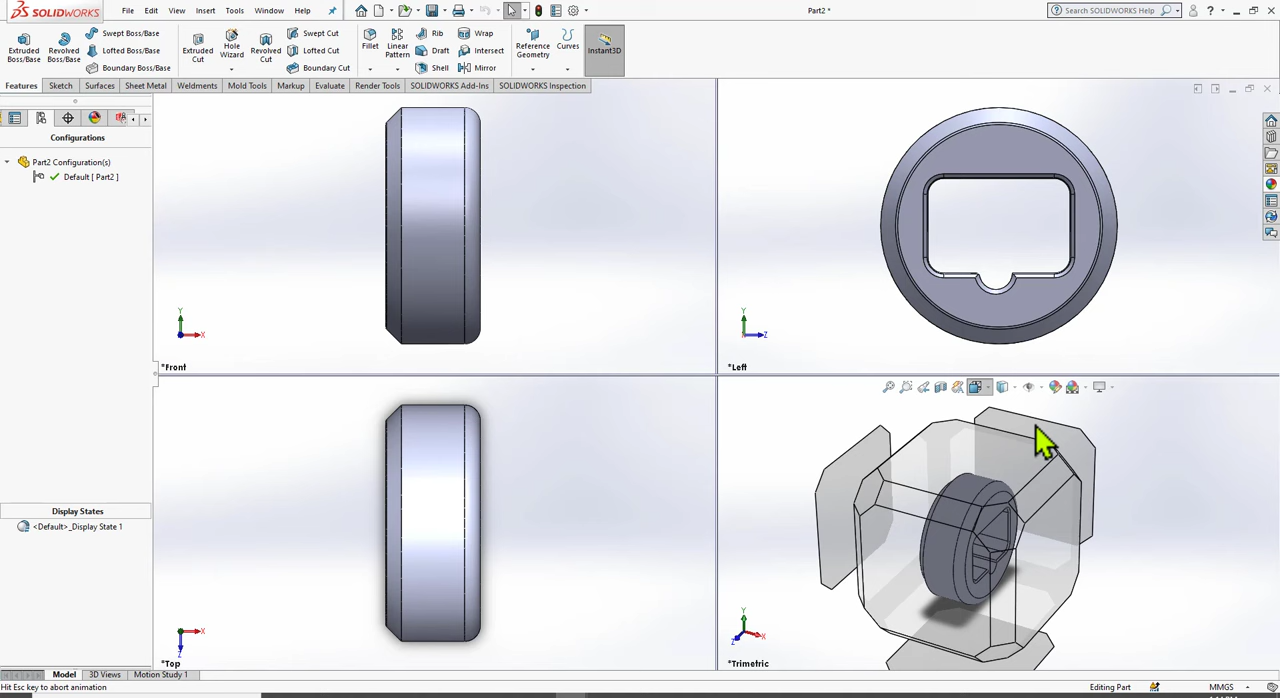 SOLIDWORKS File Edit View Insert Tools Window Help Part2 * Search SOLIDWORKS Help
Extruded Boss/Base
Revolved Boss/Base
Swept Boss/Base
Lofted Boss/Base
Boundary Boss/Base
Extruded Cut
Hole Wizard
Revolved Cut
Swept Cut
Lofted Cut
Boundary Cut
Fillet
Linear Pattern
Rib
Draft
Shell
Wrap
Intersect
Mirror
Reference Geometry
Curves
Instant3D
Features Sketch Surfaces Sheet Metal Weldments Mold Tools Markup Evaluate Render Tools SOLIDWORKS Add-Ins SOLIDWORKS Inspection
Configurations
Part2 Configuration(s)
Default [ Part2 ]
Display States
<Default>_Display State 1
Y
X
*Front
Y
Z
*Left
X
Z
*Top
Y
Z
X
*Trimetric
Model 3D Views Motion Study 1
Hit Esc key to abort animation Editing Part MMGS